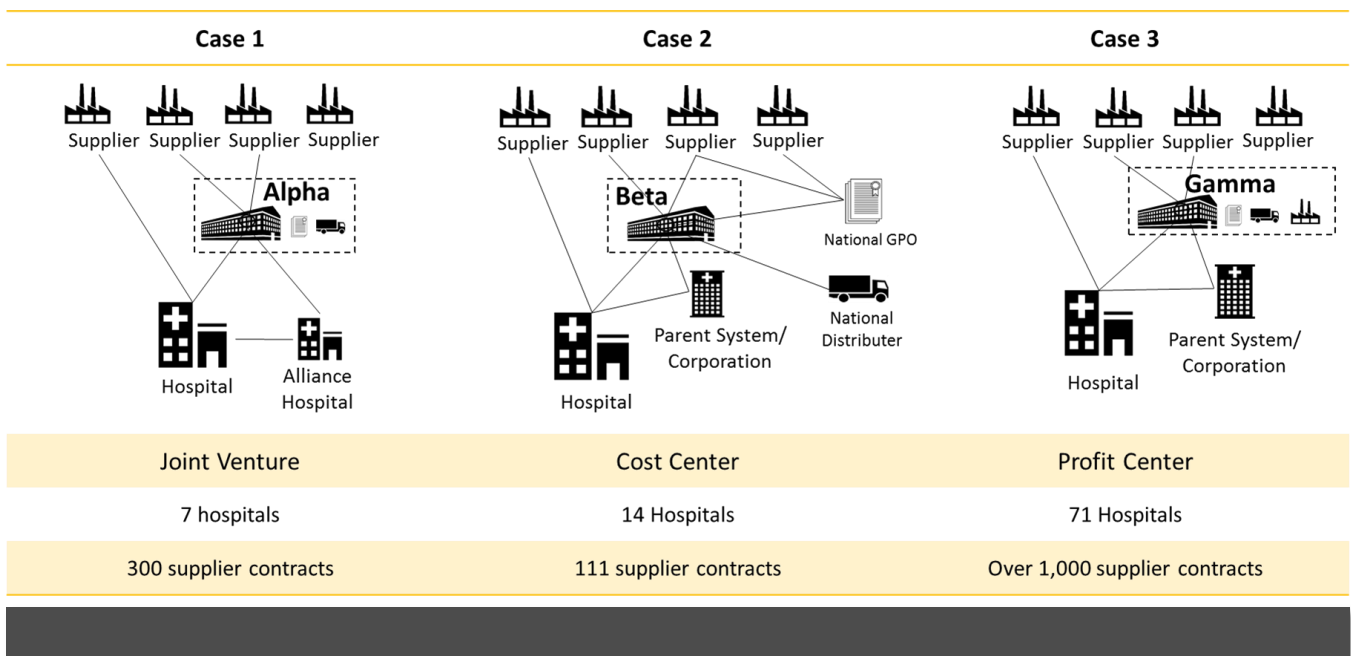 Case 1 Case 2 Case 3
Supplier Supplier Supplier Supplier
Supplier Supplier Supplier Supplier
Supplier Supplier Supplier Supplier
Alpha
Beta
Gamma
National GPO
National
Distributer
Parent System/
Corporation
Parent System/
Corporation
Hospital
Alliance
Hospital
Hospital
Hospital
Joint Venture Cost Center Profit Center
7 hospitals 14 Hospitals 71 Hospitals
300 supplier contracts 111 supplier contracts Over 1,000 supplier contracts